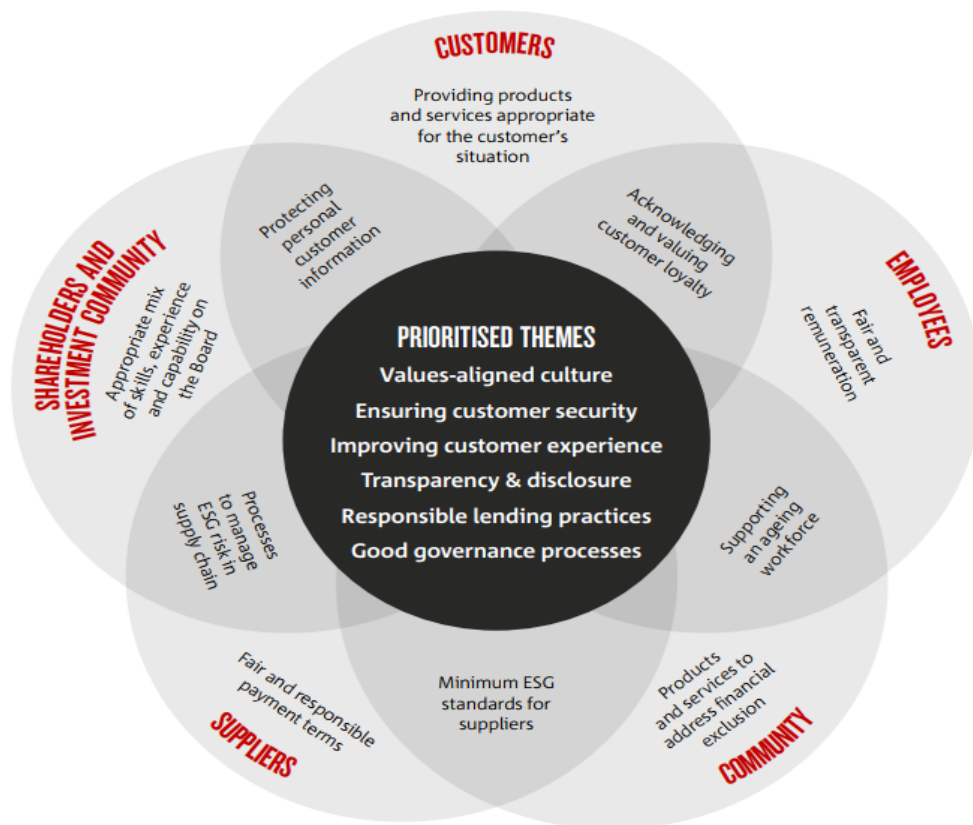 CUSTOMERS
Providing products
and services appropriate
for the customer's
situation
Protecting
personal
customer
information
Acknowledging
and valuing
customer loyalty
SHAREHOLDERS AND
INVESTMENT COMMUNITY
Appropriate mix
of skills, experience
and capability on
the Board
EMPLOYEES
Fair and
transparent
remuneration
PRIORITISED THEMES
Values-aligned culture
Ensuring customer security
Improving customer experience
Transparency & disclosure
Responsible lending practices
Good governance processes
Processes
to manage
ESG risk in
supply chain
Supporting
an ageing
workforce
Fair and responsible
payment terms
SUPPLIERS
Minimum ESG
standards for
suppliers
Products
and services to
address financial
exclusion
COMMUNITY